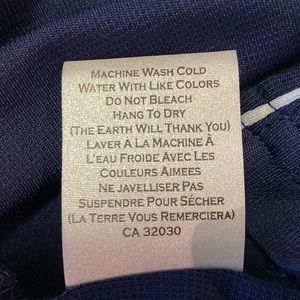 Machine Wash Cold
Water With Like Colors
Do Not Bleach
Hang To Dry
(The Earth Will Thank You)
Laver À La Machine À
L'eau Froide Avec Les
Couleurs Aimees
Ne Javelliser Pas
Suspendre Pour Sécher
(La Terre Vous Remerciera)
CA 32030